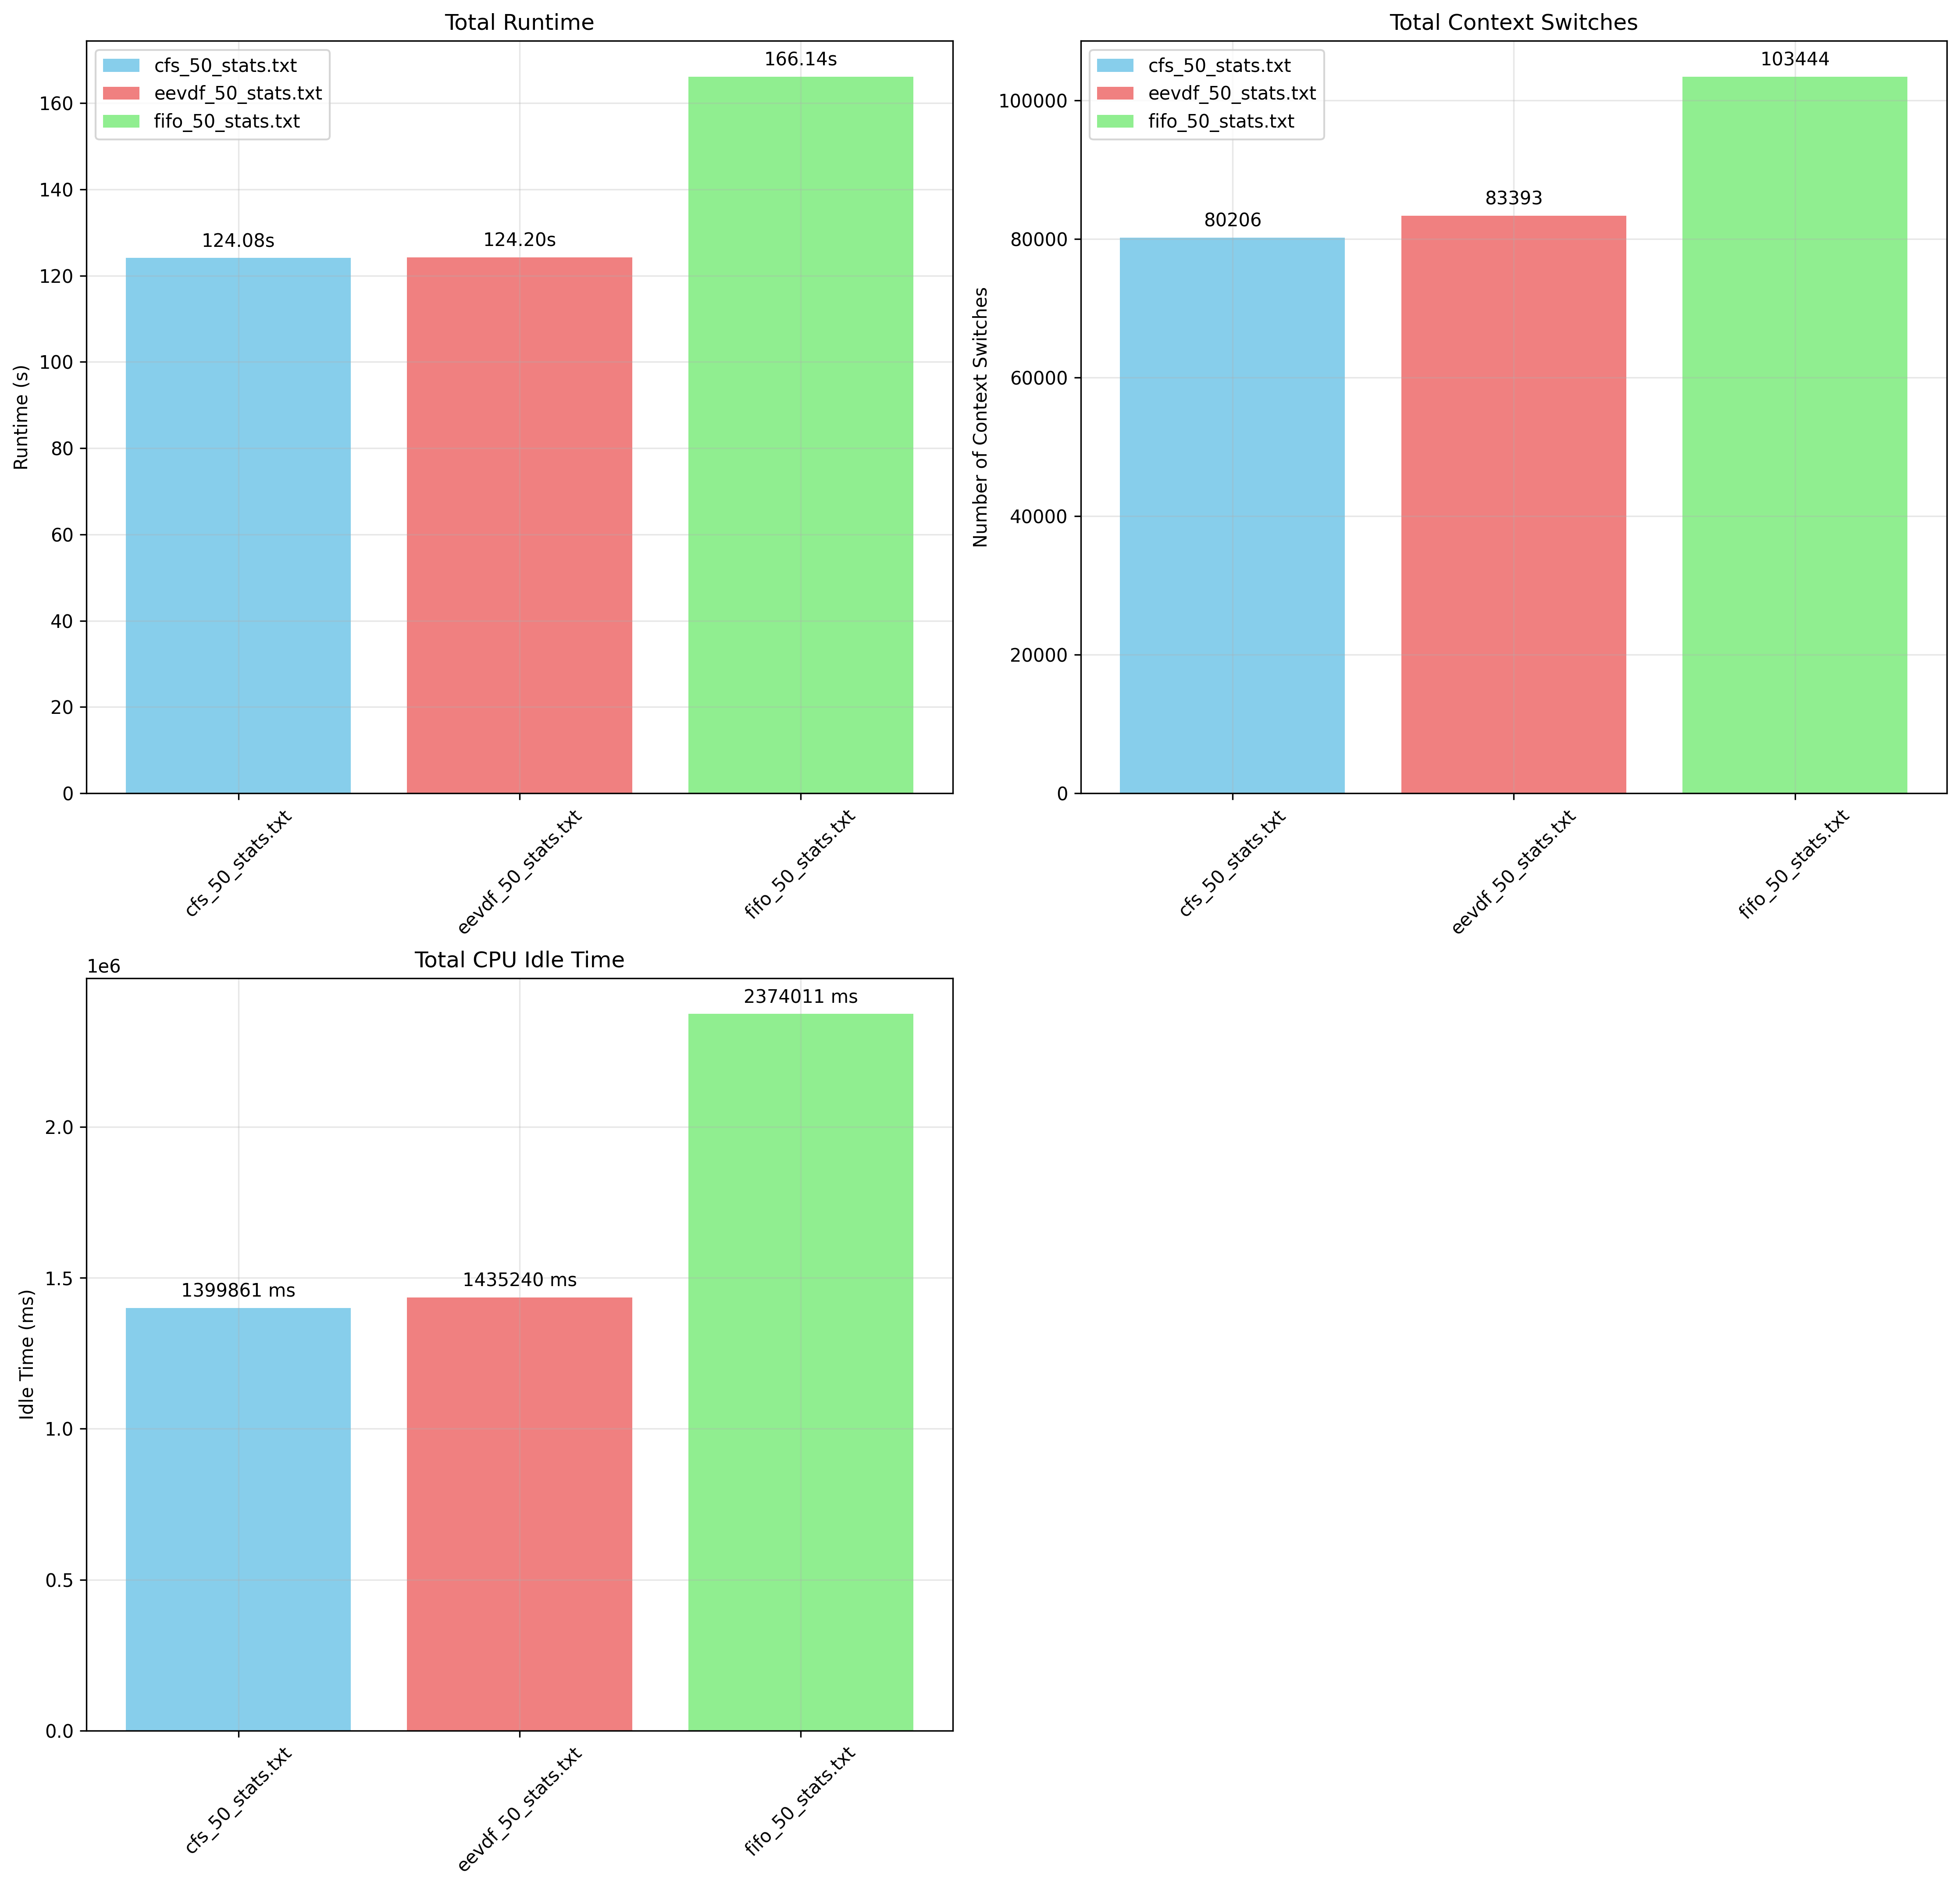 Total Runtime
cfs_50_stats.txt
eevdf_50_stats.txt
fifo_50_stats.txt
166.14s
124.08s
124.20s
160
140
120
100
80
60
40
20
0
Runtime (s)
cfs_50_stats.txt
eevdf_50_stats.txt
fifo_50_stats.txt
Total Context Switches
cfs_50_stats.txt
eevdf_50_stats.txt
fifo_50_stats.txt
103444
83393
80206
100000
80000
60000
40000
20000
0
Number of Context Switches
cfs_50_stats.txt
eevdf_50_stats.txt
fifo_50_stats.txt
Total CPU Idle Time
1e6
2374011 ms
1435240 ms
1399861 ms
2.0
1.5
1.0
0.5
0.0
Idle Time (ms)
cfs_50_stats.txt
eevdf_50_stats.txt
fifo_50_stats.txt